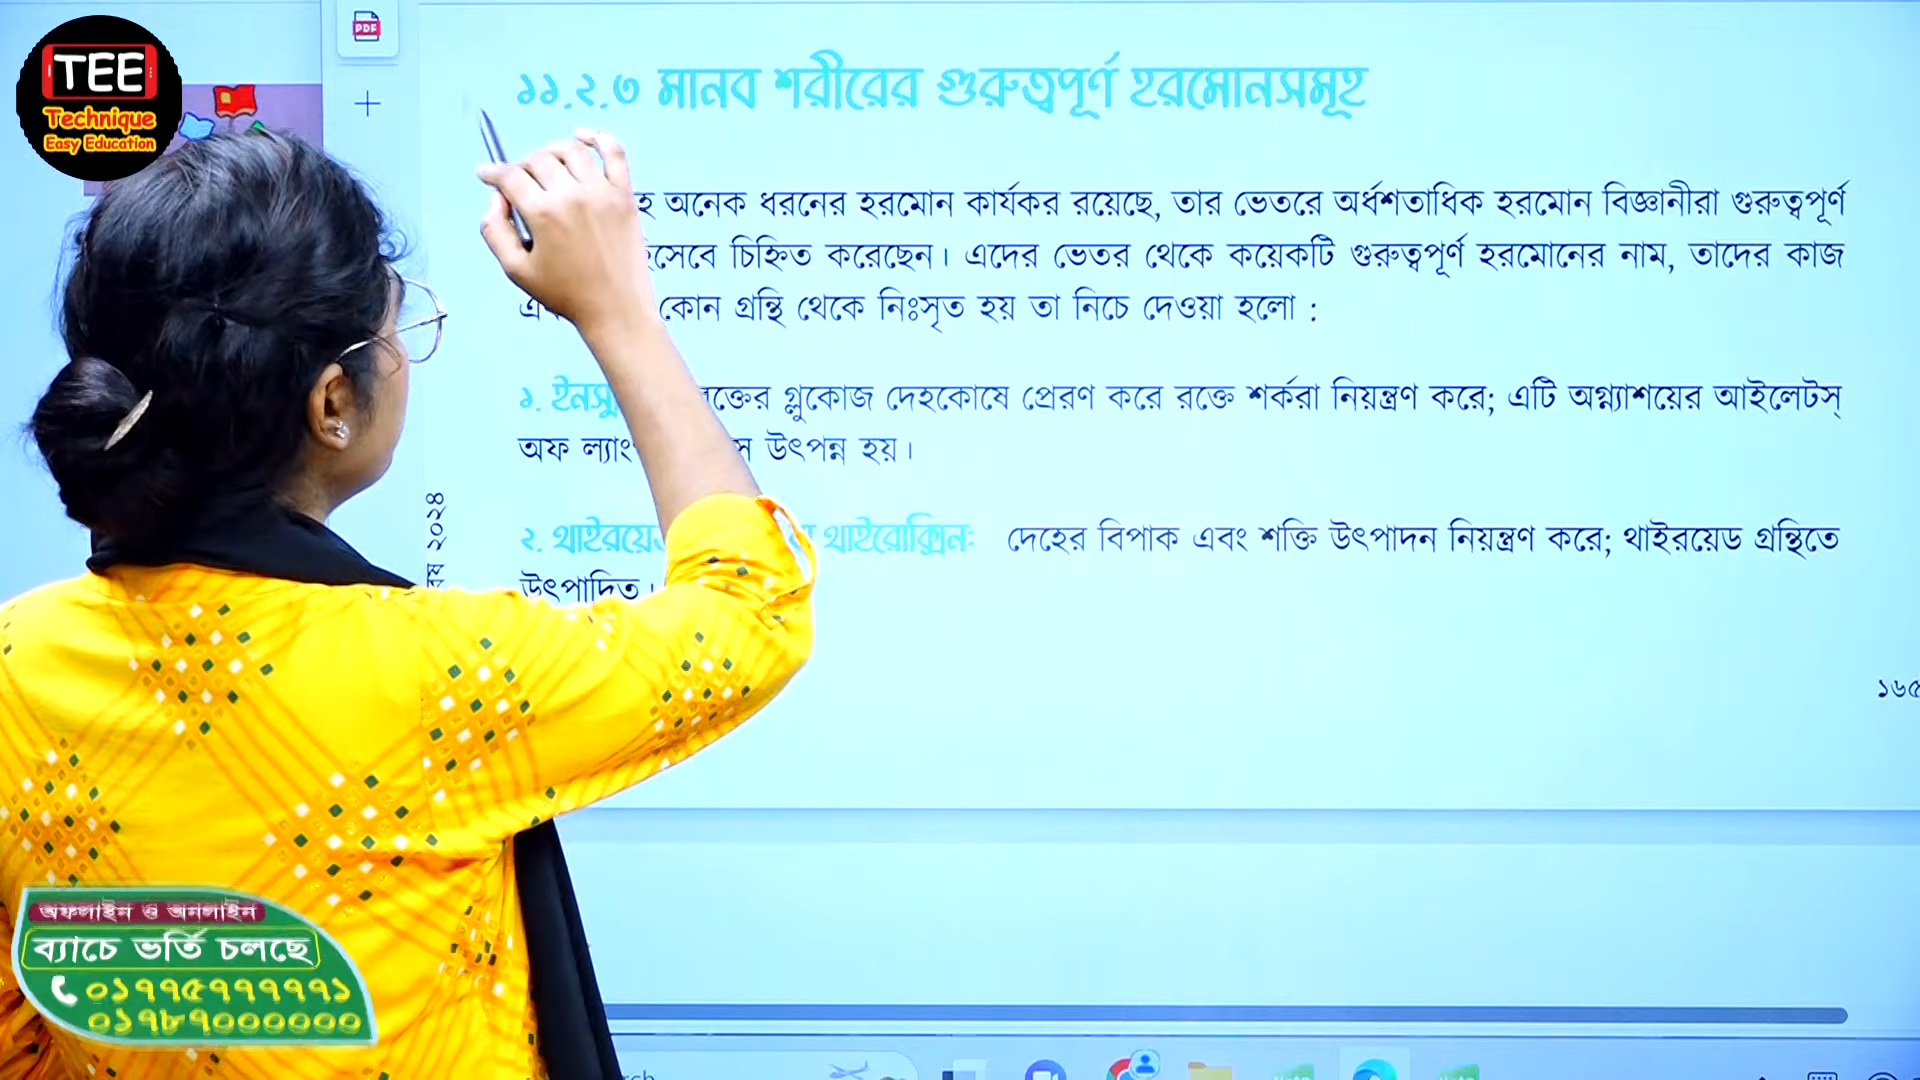 TEE
Technique
Easy Education
PDF
১১.২.৩ মানব শরীরের গুরুত্বপূর্ণ হরমোনসমূহ
অনেক ধরনের হরমোন কার্যকর রয়েছে, তার ভেতরে অর্ধশতাধিক হরমোন বিজ্ঞানীরা গুরুত্বপূর্ণ
চিহ্নিত করেছেন। এদের ভেতর থেকে কয়েকটি গুরুত্বপূর্ণ হরমোনের নাম, তাদের কাজ
কোন গ্রন্থি থেকে নিঃসৃত হয় তা নিচে দেওয়া হলো :
১. রক্তের গ্লুকোজ দেহকোষে প্রেরণ করে রক্তে শর্করা নিয়ন্ত্রণ করে; এটি অগ্ন্যাশয়ের আইলেটস্
অফ উৎপন্ন হয়।
২. থাইরোক্সিন: দেহের বিপাক এবং শক্তি উৎপাদন নিয়ন্ত্রণ করে; থাইরয়েড গ্রন্থিতে
উৎপাদিত।
২০২৪
১৬৫
অফলাইন ও অনলাইন
ব্যাচে ভর্তি চলছে
০১৭৭৫৭৭৭৭৭১
০১৭৮৭০০০০০০